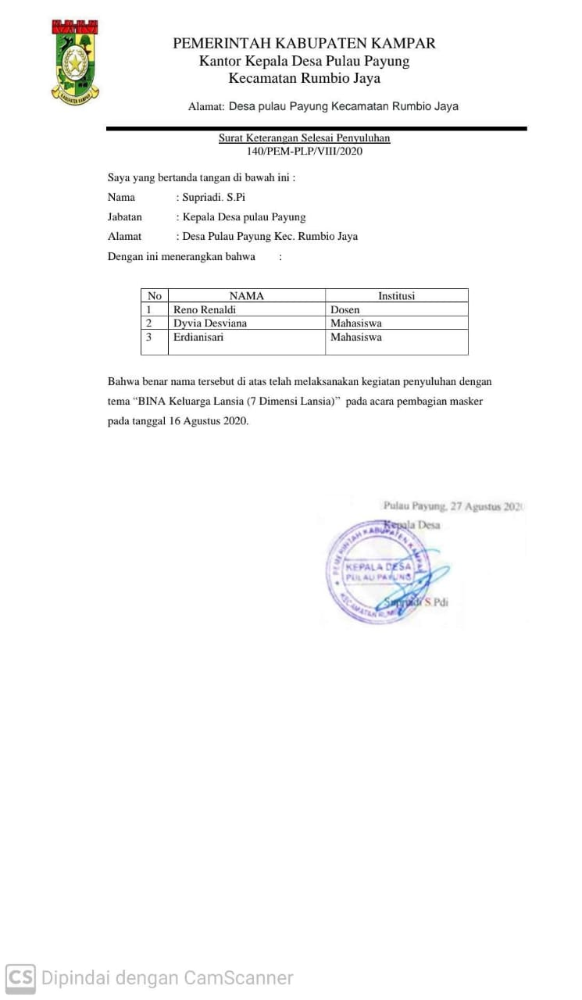 PEMERINTAH KABUPATEN KAMPAR
Kantor Kepala Desa Pulau Payung
Kecamatan Rumbio Jaya
Alamat: Desa pulau Payung Kecamatan Rumbio Jaya
KABUPATEN KAMPAR
Surat Keterangan Selesai Penyuluhan
140/PEM-PLP/VIII/2020
Saya yang bertanda tangan di bawah ini :
Nama : Supriadi. S.Pi
Jabatan : Kepala Desa pulau Payung
Alamat : Desa Pulau Payung Kec. Rumbio Jaya
Dengan ini menerangkan bahwa :
No NAMA Institusi
1 Reno Renaldi Dosen
2 Dyvia Desviana Mahasiswa
3 Erdianisari Mahasiswa
Bahwa benar nama tersebut di atas telah melaksanakan kegiatan penyuluhan dengan
tema “BINA Keluarga Lansia (7 Dimensi Lansia)” pada acara pembagian masker
pada tanggal 16 Agustus 2020.
Pulau Payung, 27 Agustus 2020
Kepala Desa
PEMERINTAH KABUPATEN KAMPAR
KEPALA DESA
PULAU PAYUNG
KECAMATAN
Supriadi S.Pdi
CS Dipindai dengan CamScanner